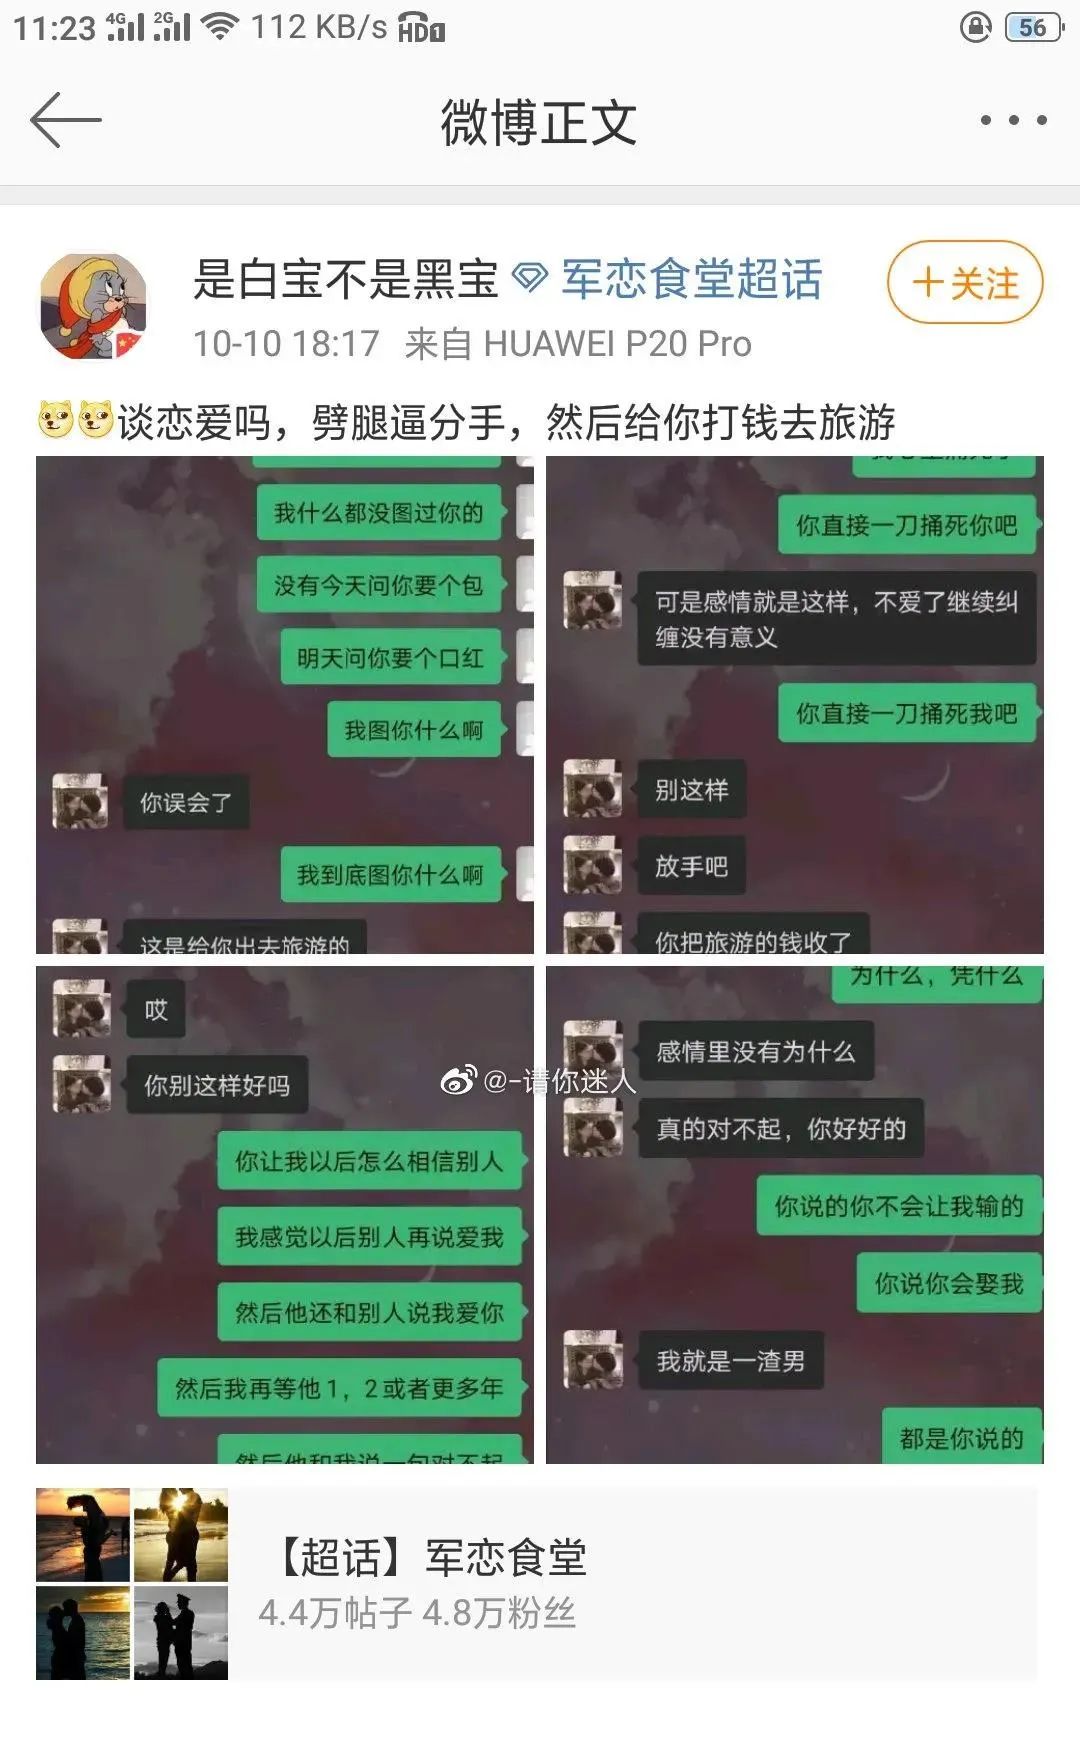 11:23 4G 2G 112 KB/s HD1 56
微博正文
是白宝不是黑宝 军恋食堂超话
+关注
10-10 18:17 来自 HUAWEI P20 Pro
谈恋爱吗，劈腿逼分手，然后给你打钱去旅游
我什么都没图过你的
没有今天问你要个包
明天问你要个口红
我图你什么啊
你误会了
我到底图你什么啊
这是给你出去旅游的
你直接一刀捅死你吧
可是感情就是这样，不爱了继续纠
缠没有意义
你直接一刀捅死我吧
别这样
放手吧
你把旅游的钱收了
哎
你别这样好吗
你让我以后怎么相信别人
我感觉以后别人再说爱我
然后他还和别人说我爱你
然后我再等他1，2或者更多年
然后他和我说一句对不起
为什么，凭什么
感情里没有为什么
真的对不起，你好好的
你说的你不会让我输的
你说你会娶我
我就是一渣男
都是你说的
@-请你迷人
【超话】军恋食堂
4.4万帖子 4.8万粉丝